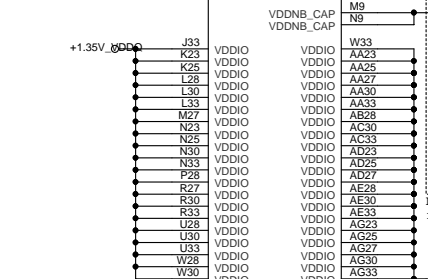 VDDNB_CAP M9
VDDNB_CAP N9
+1.35V_VDDQ
J33 VDDIO VDDIO W33
K23 VDDIO VDDIO AA23
K25 VDDIO VDDIO AA25
L28 VDDIO VDDIO AA27
L30 VDDIO VDDIO AA30
L33 VDDIO VDDIO AA33
M27 VDDIO VDDIO AB28
N23 VDDIO VDDIO AC30
N25 VDDIO VDDIO AC33
N30 VDDIO VDDIO AD23
N33 VDDIO VDDIO AD25
P28 VDDIO VDDIO AD27
R27 VDDIO VDDIO AE28
R30 VDDIO VDDIO AE30
R33 VDDIO VDDIO AE33
U28 VDDIO VDDIO AG23
U30 VDDIO VDDIO AG25
U33 VDDIO VDDIO AG27
W28 VDDIO VDDIO AG30
W30 VDDIO VDDIO AG33